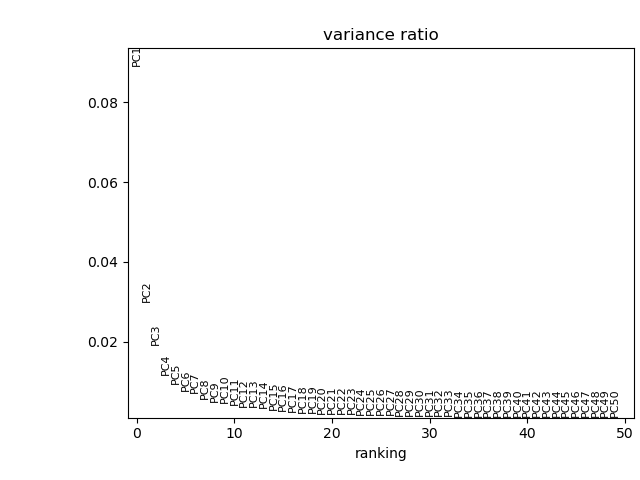 variance ratio
0.08
0.06
0.04
0.02
PC1
PC2
PC3
PC4
PC5
PC6
PC7
PC8
PC9
PC10
PC11
PC12
PC13
PC14
PC15
PC16
PC17
PC18
PC19
PC20
PC21
PC22
PC23
PC24
PC25
PC26
PC27
PC28
PC29
PC30
PC31
PC32
PC33
PC34
PC35
PC36
PC37
PC38
PC39
PC40
PC41
PC42
PC43
PC44
PC45
PC46
PC47
PC48
PC49
PC50
0 10 20 30 40 50
ranking